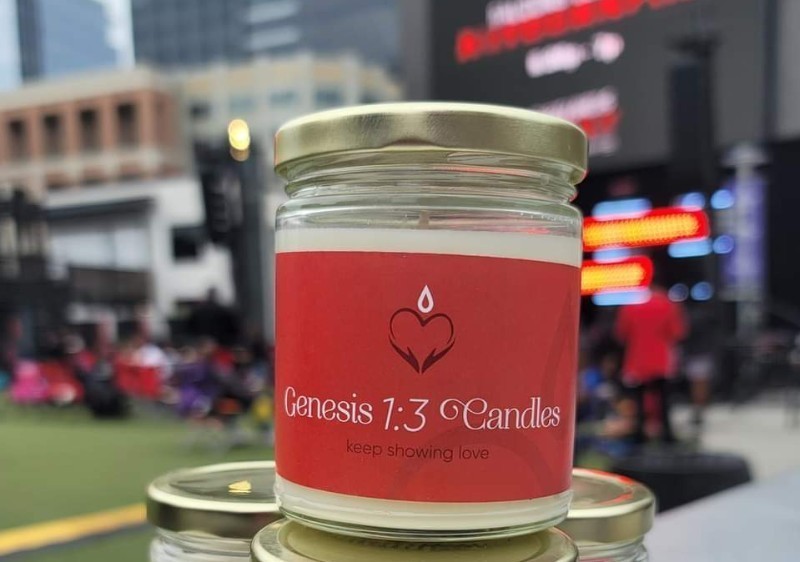 Genesis 1:3 Candles
keep showing love